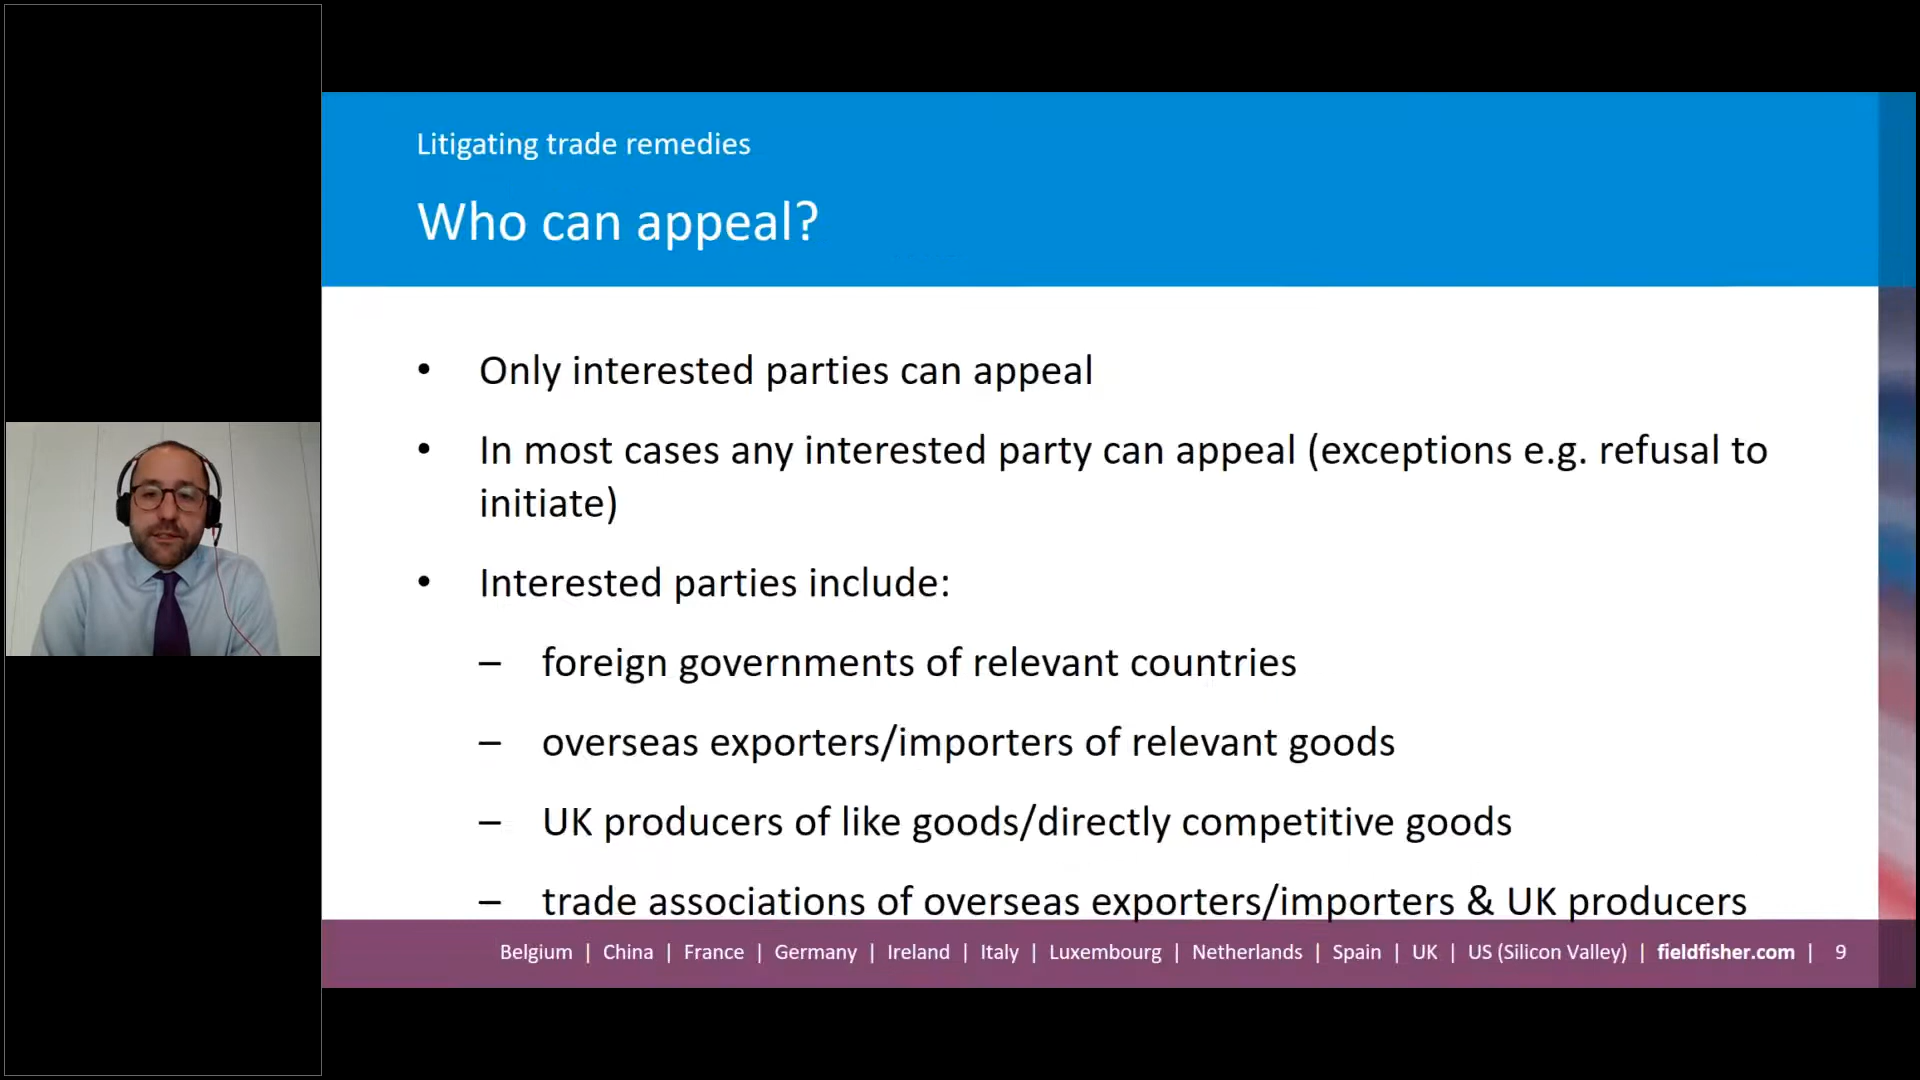 Litigating trade remedies
Who can appeal?
• Only interested parties can appeal
• In most cases any interested party can appeal (exceptions e.g. refusal to
initiate)
• Interested parties include:
– foreign governments of relevant countries
– overseas exporters/importers of relevant goods
– UK producers of like goods/directly competitive goods
– trade associations of overseas exporters/importers & UK producers
Belgium | China | France | Germany | Ireland | Italy | Luxembourg | Netherlands | Spain | UK | US (Silicon Valley) | fieldfisher.com | 9